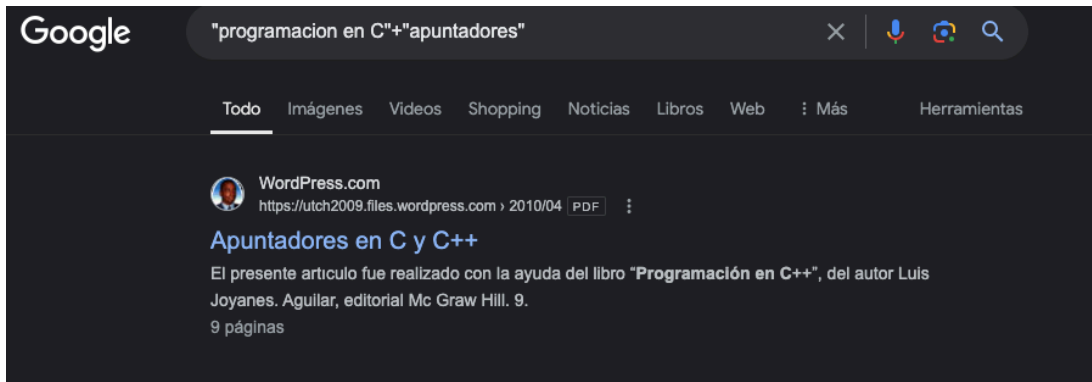 Google
"programacion en C"+"apuntadores"
Todo Imágenes Videos Shopping Noticias Libros Web Más Herramientas
WordPress.com
https://utch2009.files.wordpress.com › 2010/04 PDF
Apuntadores en C y C++
El presente artıculo fue realizado con la ayuda del libro “Programación en C++”, del autor Luis
Joyanes. Aguilar, editorial Mc Graw Hill. 9.
9 páginas